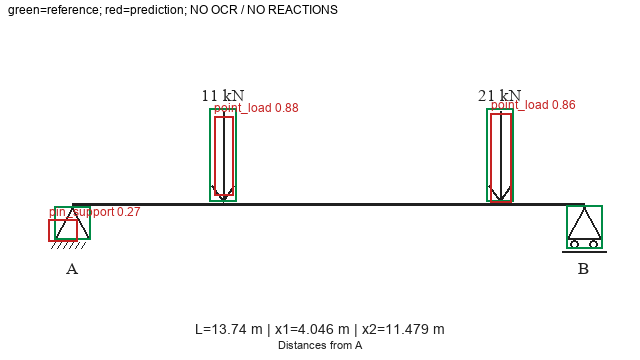 green=reference; red=prediction; NO OCR / NO REACTIONS
11 kN
21 kN
point_load 0.88
point_load 0.86
pin_support 0.27
A
B
L=13.74 m | x1=4.046 m | x2=11.479 m
Distances from A